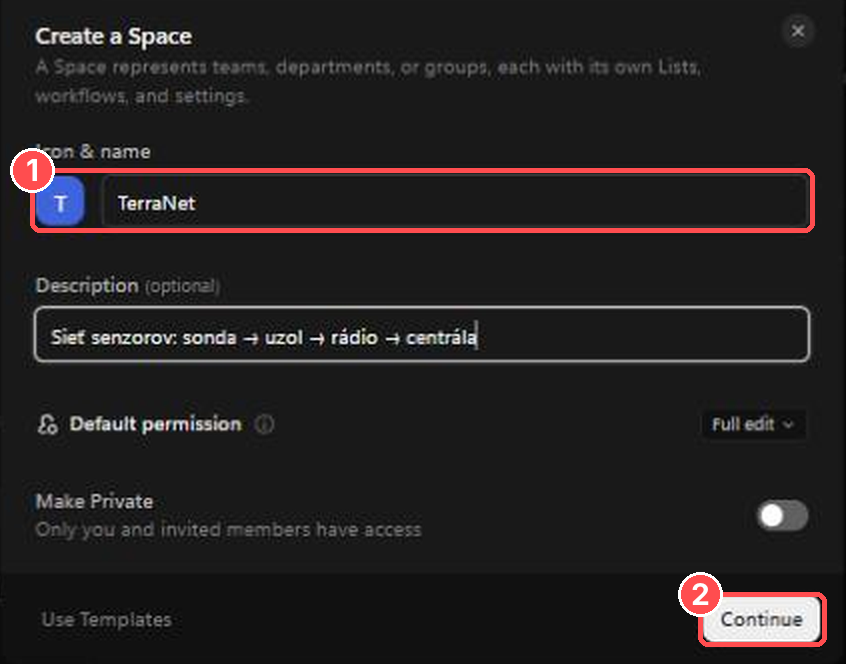 Create a Space
A Space represents teams, departments, or groups, each with its own Lists,
workflows, and settings.
Icon & name
1
T
TerraNet
Description (optional)
Sieť senzorov: sonda → uzol → rádio → centrála
Default permission
Full edit
Make Private
Only you and invited members have access
2
Use Templates
Continue